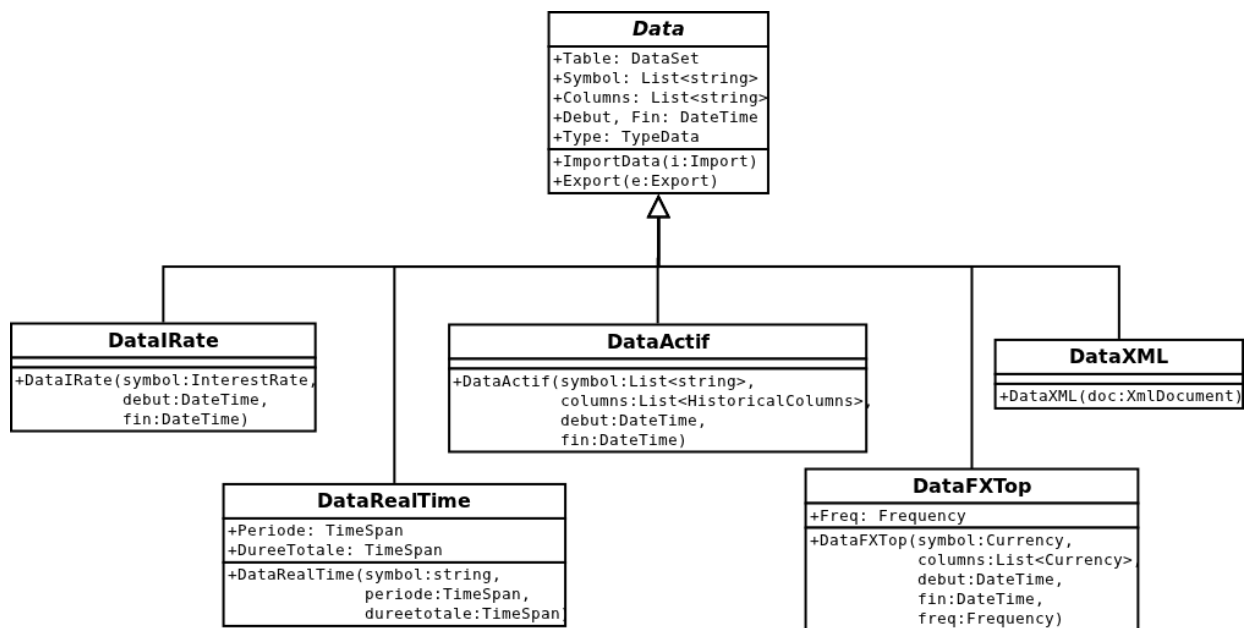 Data
+Table: DataSet
+Symbol: List<string>
+Columns: List<string>
+Debut, Fin: DateTime
+Type: TypeData
+ImportData(i:Import)
+Export(e:Export)
DataIRate
+DataIRate(symbol:InterestRate,
debut:DateTime,
fin:DateTime)
DataActif
+DataActif(symbol:List<string>,
columns:List<HistoricalColumns>,
debut:DateTime,
fin:DateTime)
DataXML
+DataXML(doc:XmlDocument)
DataRealTime
+Periode: TimeSpan
+DureeTotale: TimeSpan
+DataRealTime(symbol:string,
periode:TimeSpan,
dureetotale:TimeSpan)
DataFXTop
+Freq: Frequency
+DataFXTop(symbol:Currency,
columns:List<Currency>,
debut:DateTime,
fin:DateTime,
freq:Frequency)